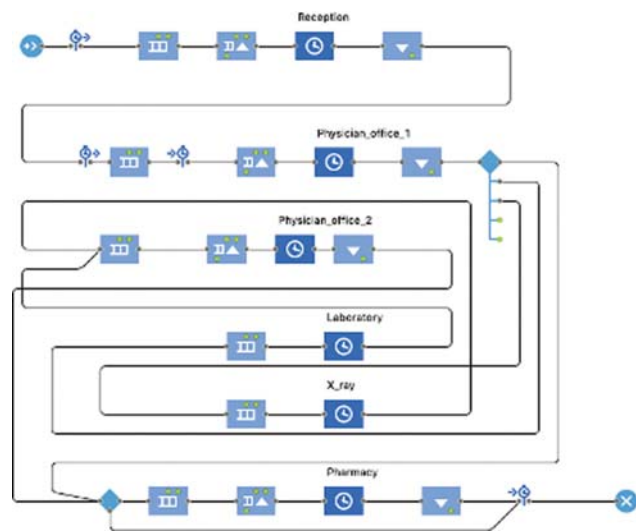 Reception
Physician_office_1
Physician_office_2
Laboratory
X_ray
Pharmacy